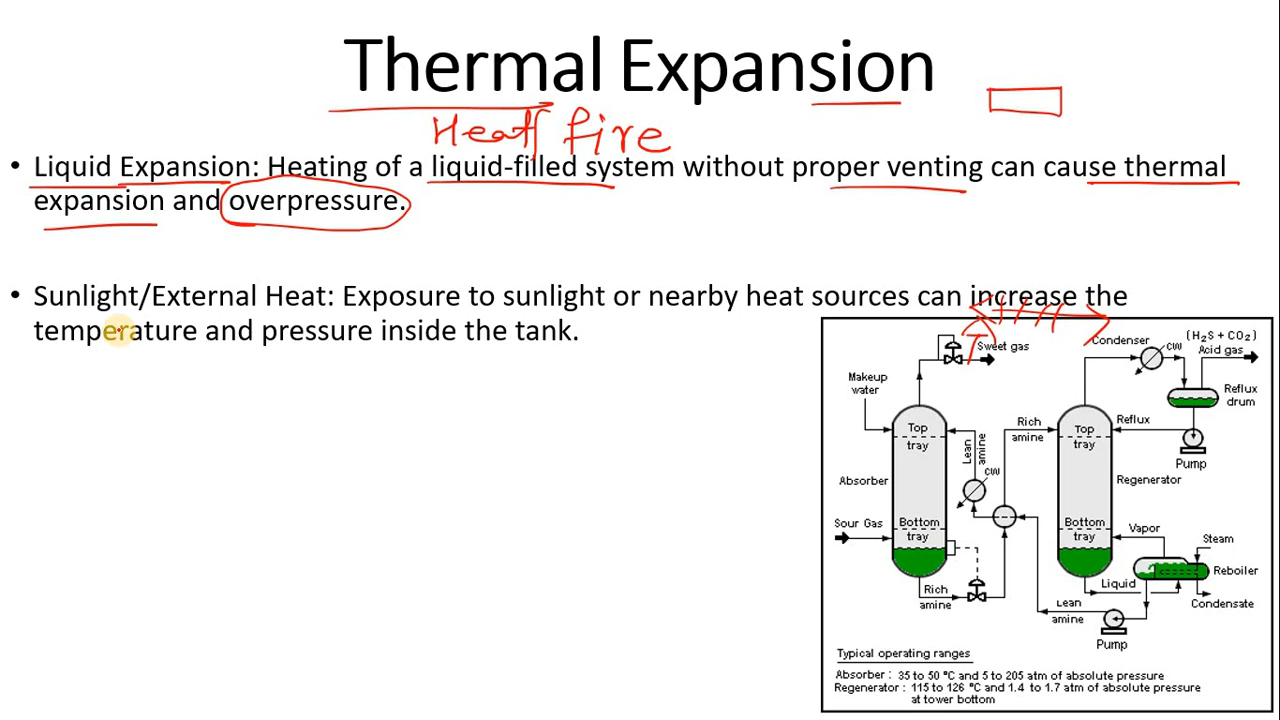 Thermal Expansion
Heat/ fire
• Liquid Expansion: Heating of a liquid-filled system without proper venting can cause thermal
expansion and overpressure.
• Sunlight/External Heat: Exposure to sunlight or nearby heat sources can increase the
temperature and pressure inside the tank.
Sweet gas
Condenser
CW
(H₂S + CO₂)
Acid gas
Makeup
water
Reflux
drum
Top
tray
Lean
amine
Rich
amine
Top
tray
Reflux
Pump
CW
Absorber
Regenerator
Sour Gas
Bottom
tray
Bottom
tray
Vapor
Steam
Reboiler
Liquid
Condensate
Rich
amine
Lean
amine
Pump
Typical operating ranges
Absorber : 35 to 50 °C and 5 to 205 atm of absolute pressure
Regenerator : 115 to 126 °C and 1.4 to 1.7 atm of absolute pressure
at tower bottom